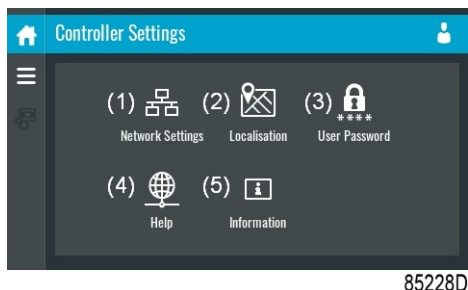 Controller Settings
(1) (2) (3)
****
Network Settings Localisation User Password
(4) (5)
i
Help Information
85228D